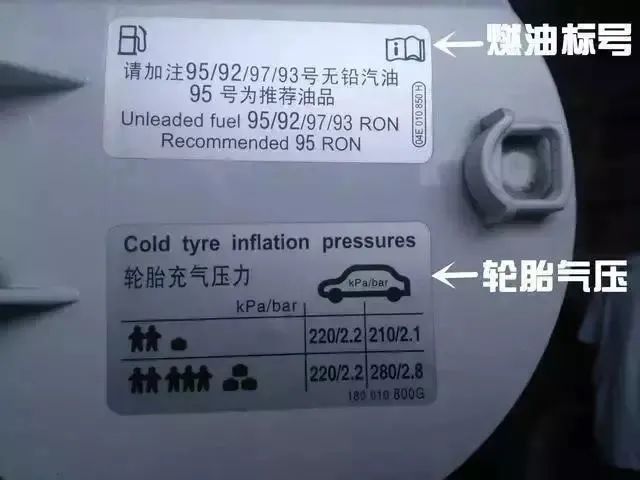 燃油标号
请加注95/92/97/93号无铅汽油
95 号为推荐油品
Unleaded fuel 95/92/97/93 RON
Recommended 95 RON
04E 010 850 H
Cold tyre inflation pressures
轮胎充气压力
kPa/bar
kPa/bar
轮胎气压
220/2.2 210/2.1
220/2.2 280/2.8
180 010 800G